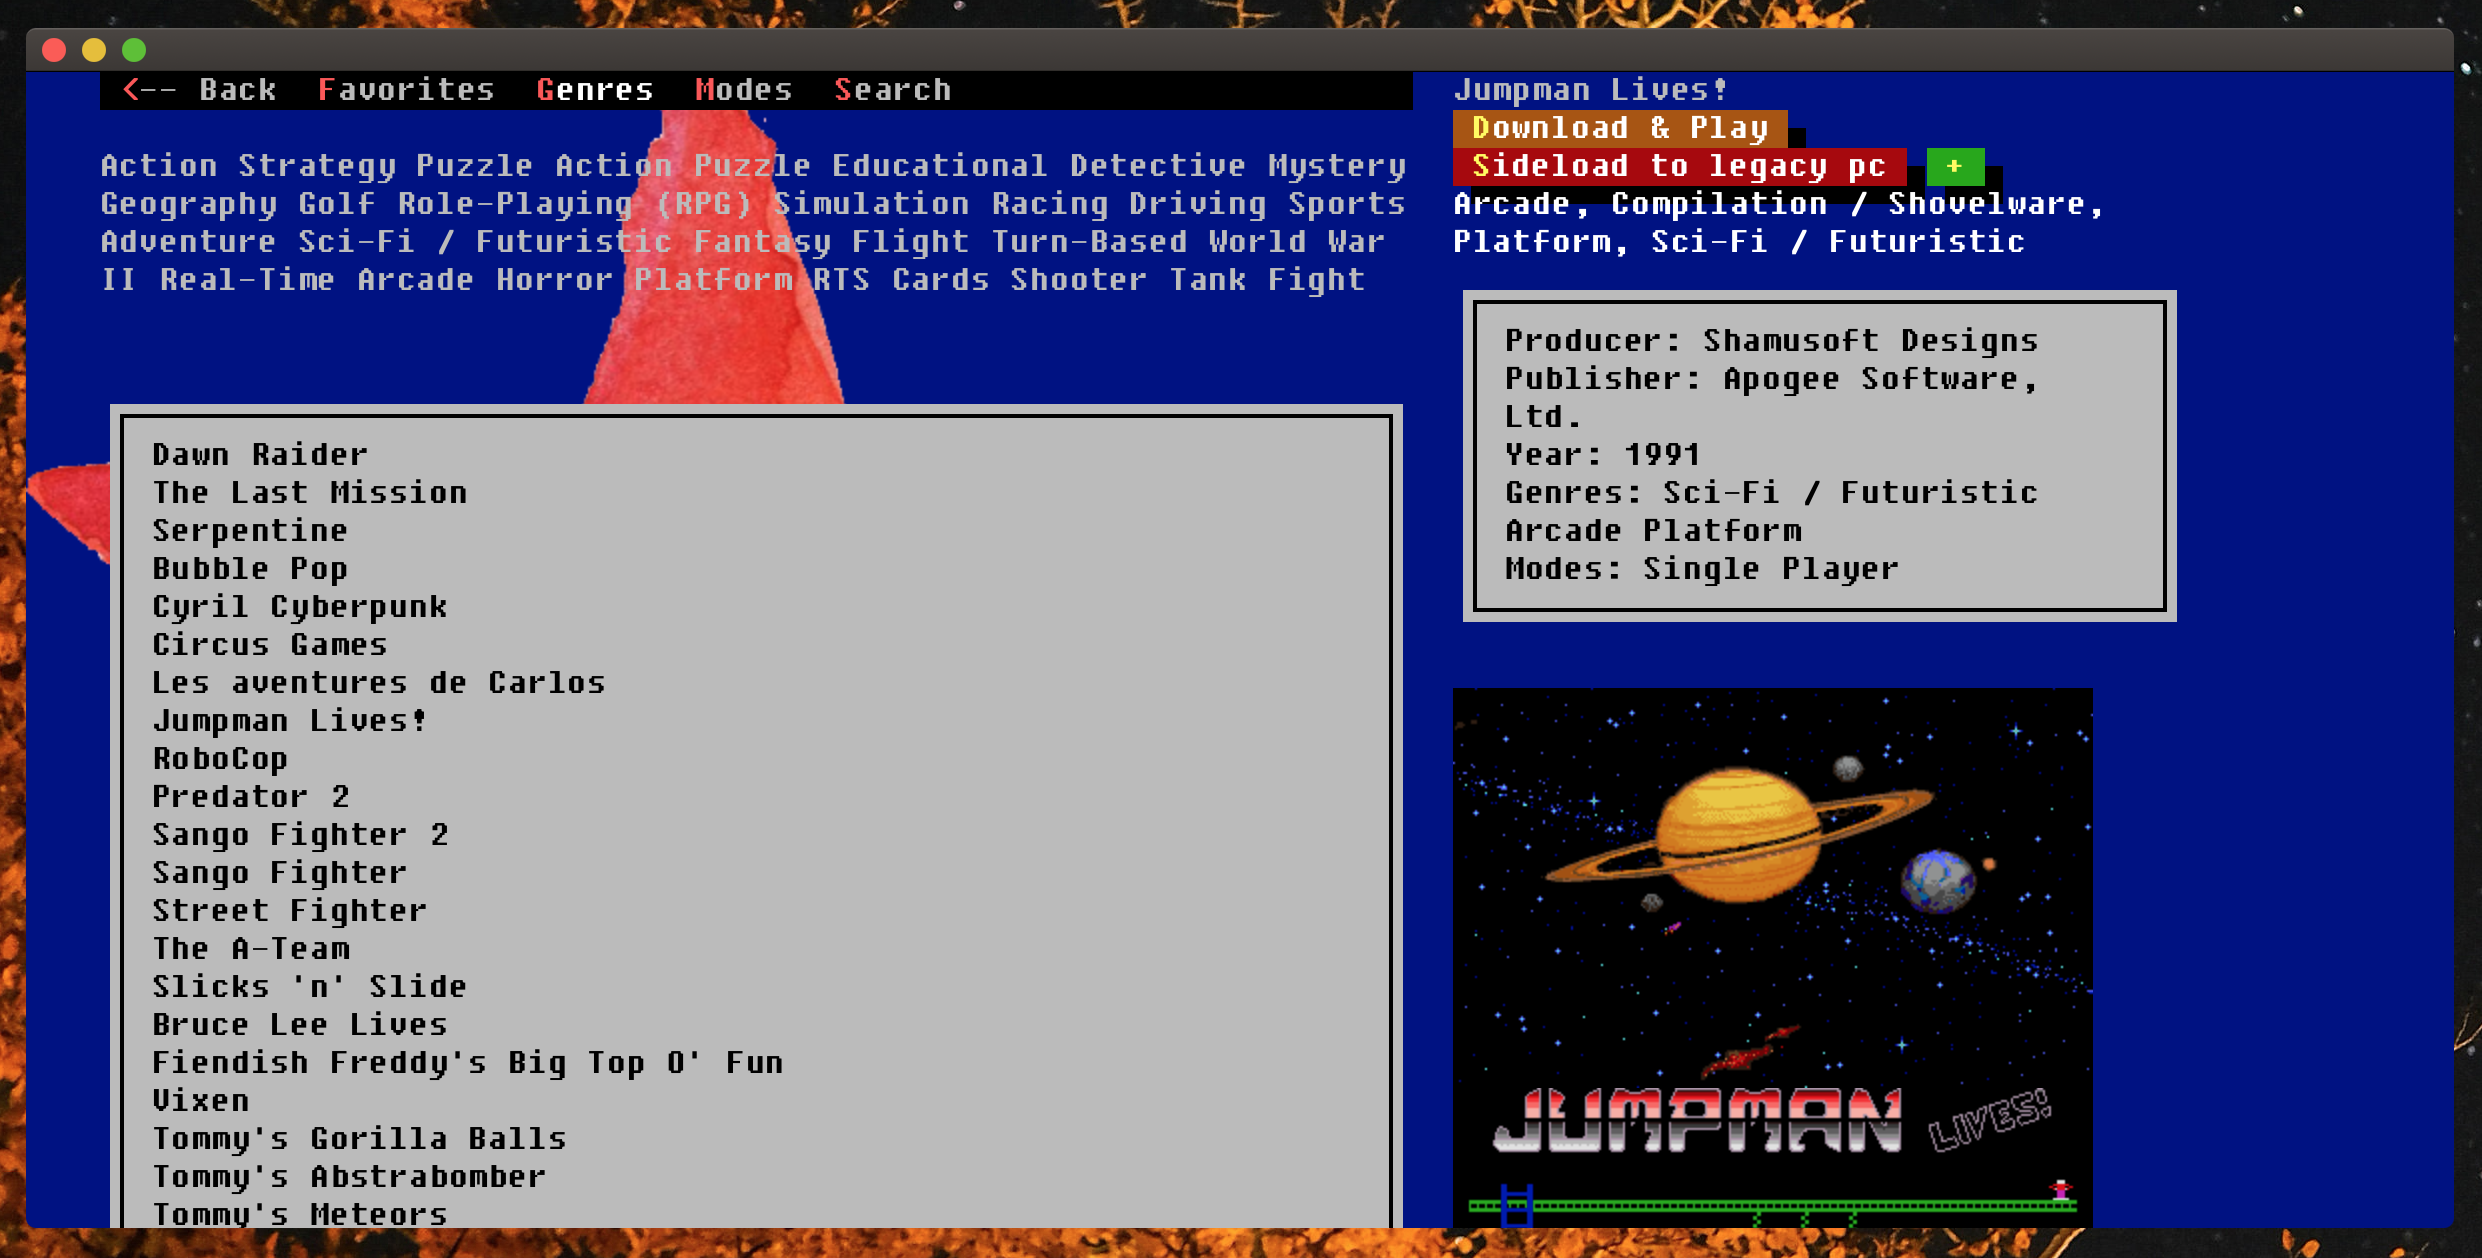 <-- Back Favorites Genres Modes Search
Action Strategy Puzzle Action Puzzle Educational Detective Mystery
Geography Golf Role-Playing (RPG) Simulation Racing Driving Sports
Adventure Sci-Fi / Futuristic Fantasy Flight Turn-Based World War
II Real-Time Arcade Horror Platform RTS Cards Shooter Tank Fight
Dawn Raider
The Last Mission
Serpentine
Bubble Pop
Cyril Cyberpunk
Circus Games
Les aventures de Carlos
Jumpman Lives!
RoboCop
Predator 2
Sango Fighter 2
Sango Fighter
Street Fighter
The A-Team
Slicks 'n' Slide
Bruce Lee Lives
Fiendish Freddy's Big Top O' Fun
Vixen
Tommy's Gorilla Balls
Tommy's Abstrabomber
Tommy's Meteors
Jumpman Lives!
Download & Play
Sideload to legacy pc +
Arcade, Compilation / Shovelware,
Platform, Sci-Fi / Futuristic
Producer: Shamusoft Designs
Publisher: Apogee Software,
Ltd.
Year: 1991
Genres: Sci-Fi / Futuristic
Arcade Platform
Modes: Single Player
JUMPMAN LIVES!